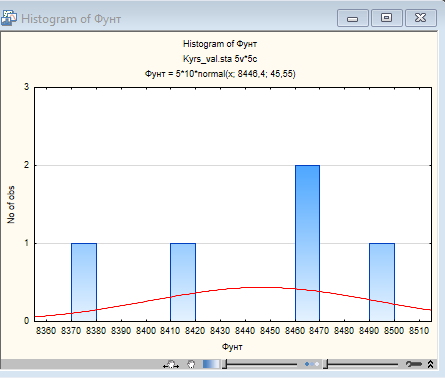 Histogram of Фунт
Histogram of Фунт
Kyrs_val.sta 5v*5c
Фунт = 5*10*normal(x; 8446,4; 45,55)
3
2
1
0
No of obs
8360 8370 8380 8390 8400 8410 8420 8430 8440 8450 8460 8470 8480 8490 8500 8510
Фунт